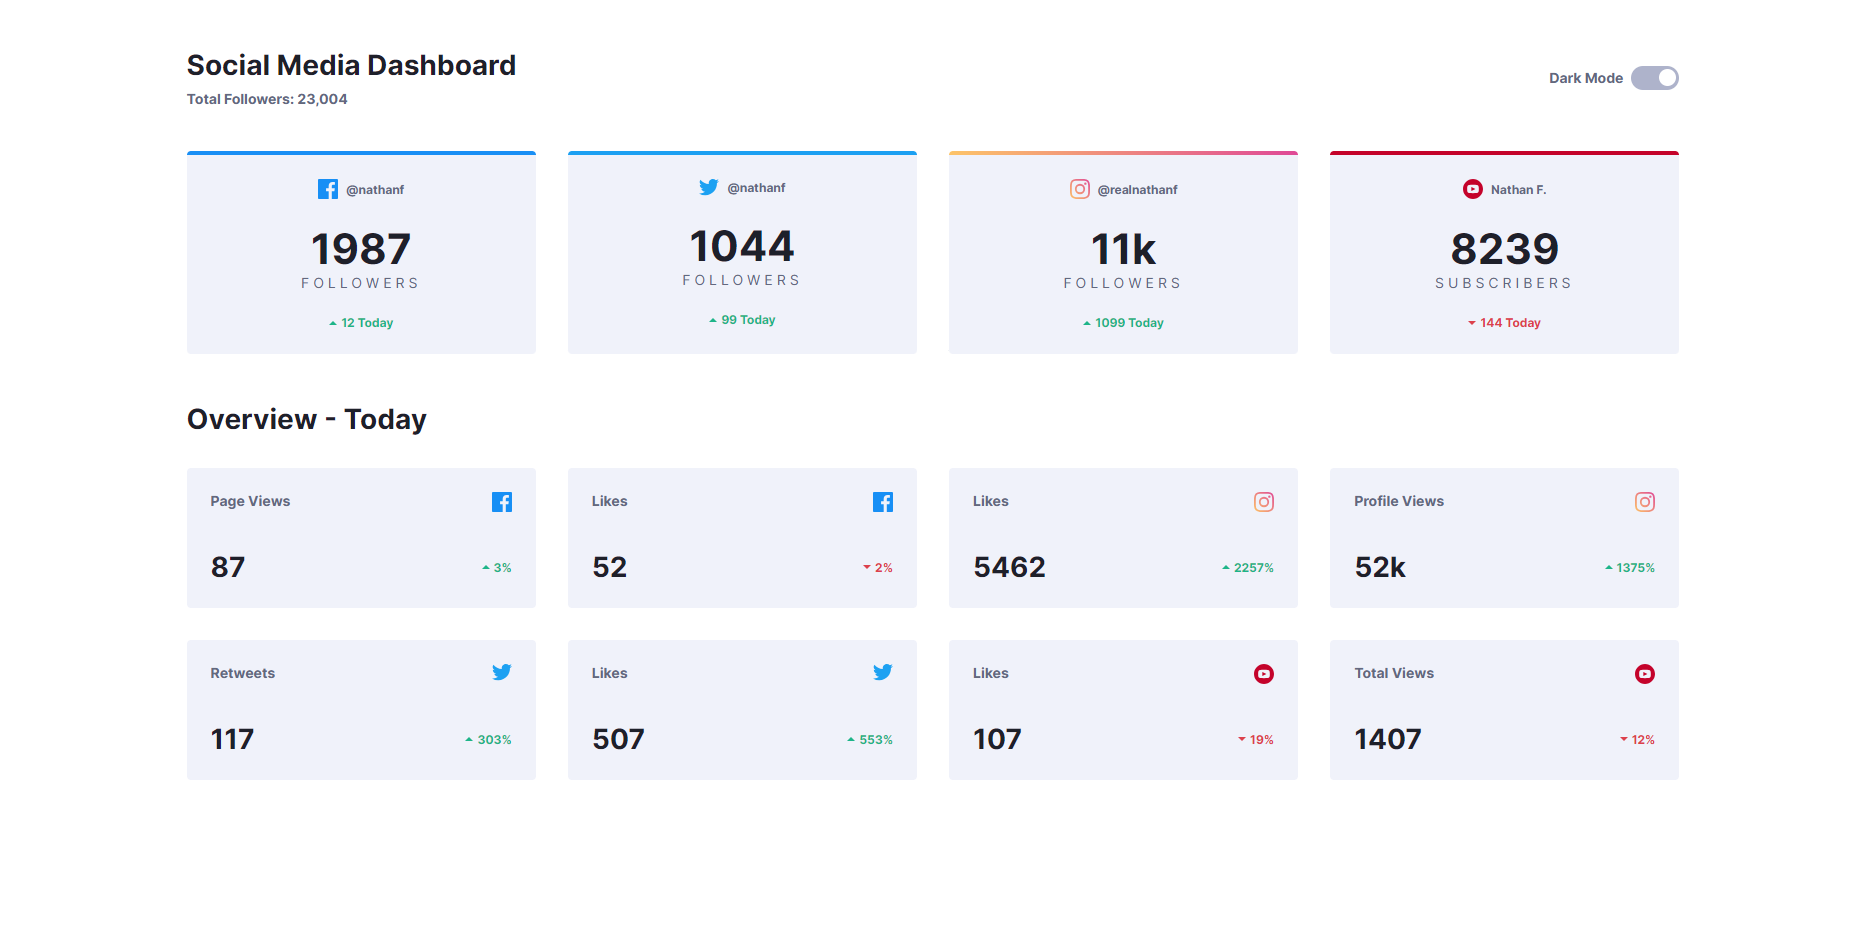 Social Media Dashboard
Total Followers: 23,004
Dark Mode
@nathanf
1987
FOLLOWERS
12 Today
@nathanf
1044
FOLLOWERS
99 Today
@realnathanf
11k
FOLLOWERS
1099 Today
Nathan F.
8239
SUBSCRIBERS
144 Today
Overview - Today
Page Views
87
3%
Likes
52
2%
Likes
5462
2257%
Profile Views
52k
1375%
Retweets
117
303%
Likes
507
553%
Likes
107
19%
Total Views
1407
12%